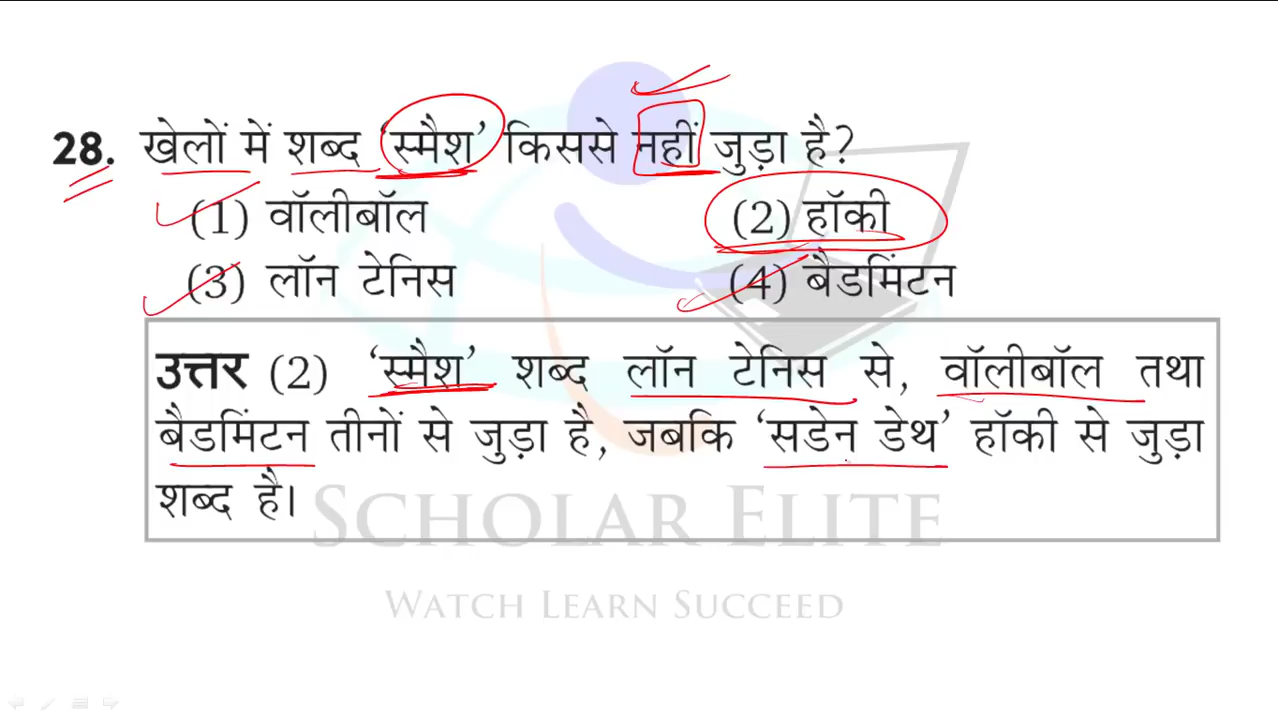 28. खेलों में शब्द 'स्मैश' किससे नहीं जुड़ा है?
(1) वॉलीबॉल (2) हॉकी
(3) लॉन टेनिस (4) बैडमिंटन
उत्तर (2) 'स्मैश' शब्द लॉन टेनिस से, वॉलीबॉल तथा
बैडमिंटन तीनों से जुड़ा है, जबकि 'सडेन डेथ' हॉकी से जुड़ा
शब्द है।
SCHOLAR ELITE
WATCH LEARN SUCCEED